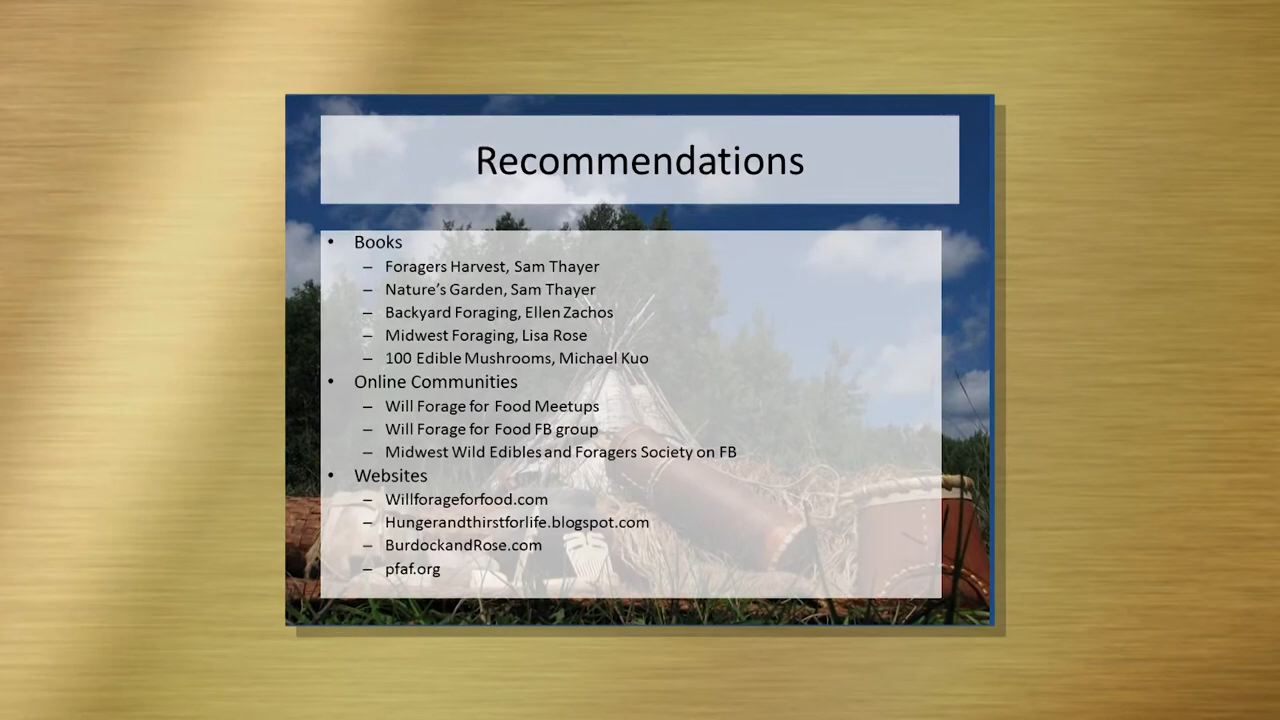 Recommendations
• Books
– Foragers Harvest, Sam Thayer
– Nature's Garden, Sam Thayer
– Backyard Foraging, Ellen Zachos
– Midwest Foraging, Lisa Rose
– 100 Edible Mushrooms, Michael Kuo
• Online Communities
– Will Forage for Food Meetups
– Will Forage for Food FB group
– Midwest Wild Edibles and Foragers Society on FB
• Websites
– Willforageforfood.com
– Hungerandthirstforlife.blogspot.com
– BurdockandRose.com
– pfaf.org